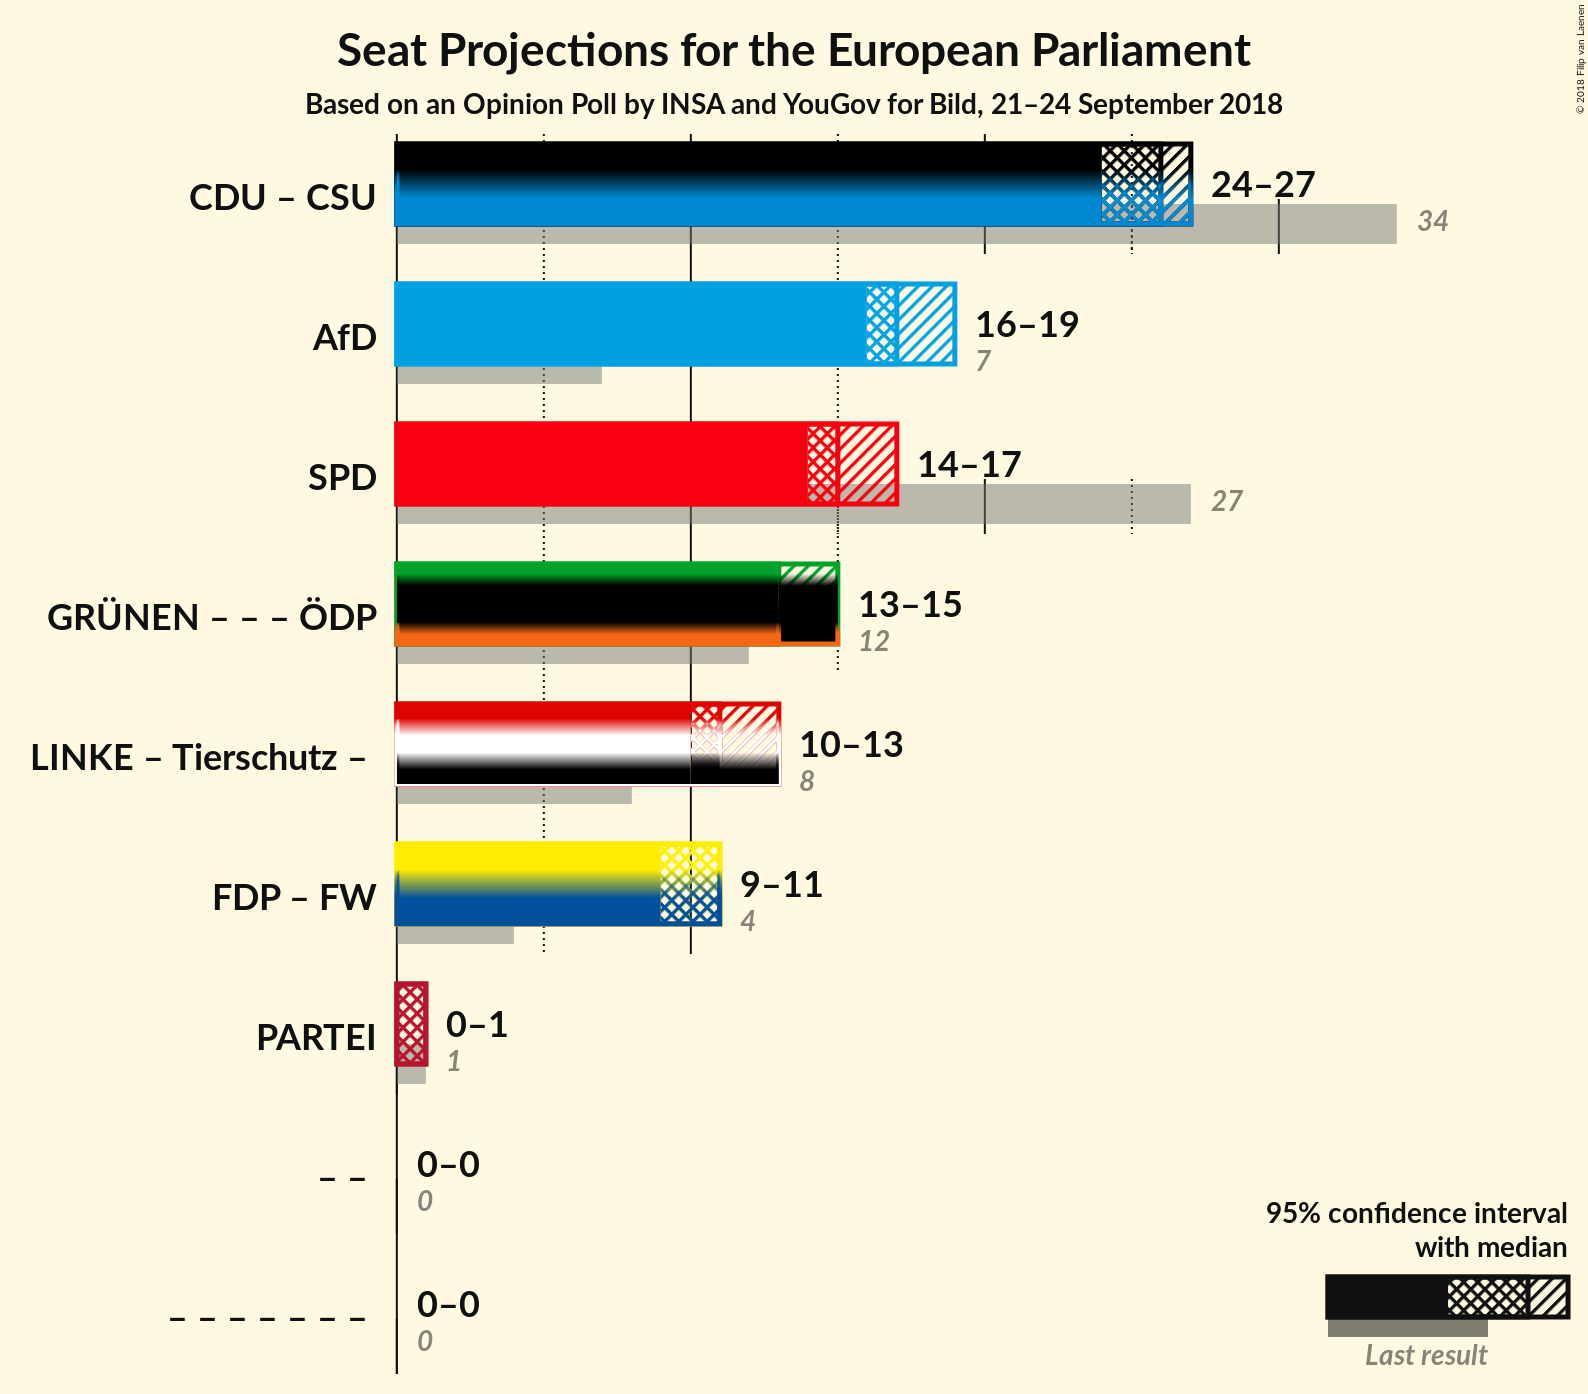 Seat Projections for the European Parliament
Based on an Opinion Poll by INSA and YouGov for Bild, 21–24 September 2018
© 2018 Filip van Laenen
CDU – CSU
24–27
34
AfD
16–19
7
SPD
14–17
27
GRÜNEN – – – ÖDP
13–15
12
LINKE – Tierschutz –
10–13
8
FDP – FW
9–11
4
PARTEI
0–1
1
– –
0–0
0
– – – – – – –
0–0
0
95% confidence interval
with median
Last result